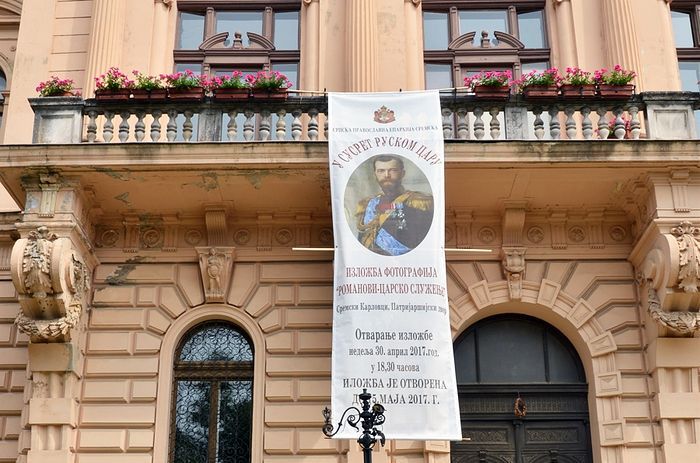 СРПСКА ПРАВОСЛАВНА ЕПАРХИЈА СРЕМСКА
У СУСРЕТ РУСКОМ ЦАРУ
ИЗЛОЖБА ФОТОГРАФИЈА
"РОМАНОВИ-ЦАРСКО СЛУЖЕЊЕ"
Сремски Карловци, Патријаршијски двор
Отварање изложбе
недеља 30. април 2017.год.
у 18,30 часова
ИЛОЖБА ЈЕ ОТВОРЕНА
МАЈА 2017. Г.